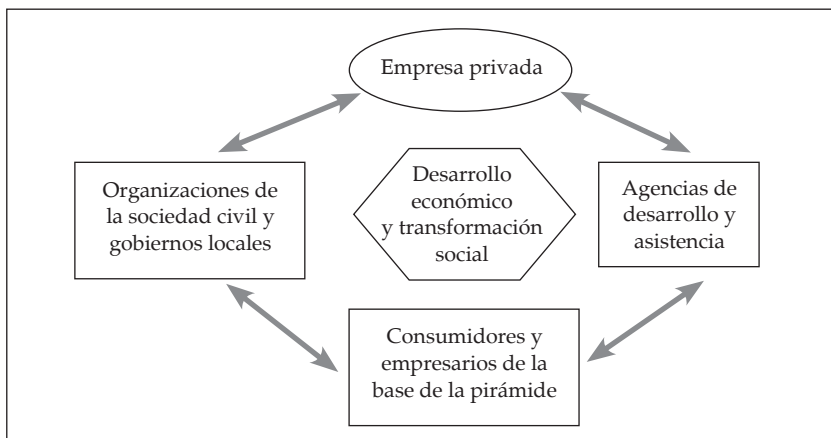 Empresa privada
Organizaciones de
la sociedad civil y
gobiernos locales
Desarrollo
económico
y transformación
social
Agencias de
desarrollo y
asistencia
Consumidores y
empresarios de la
base de la pirámide